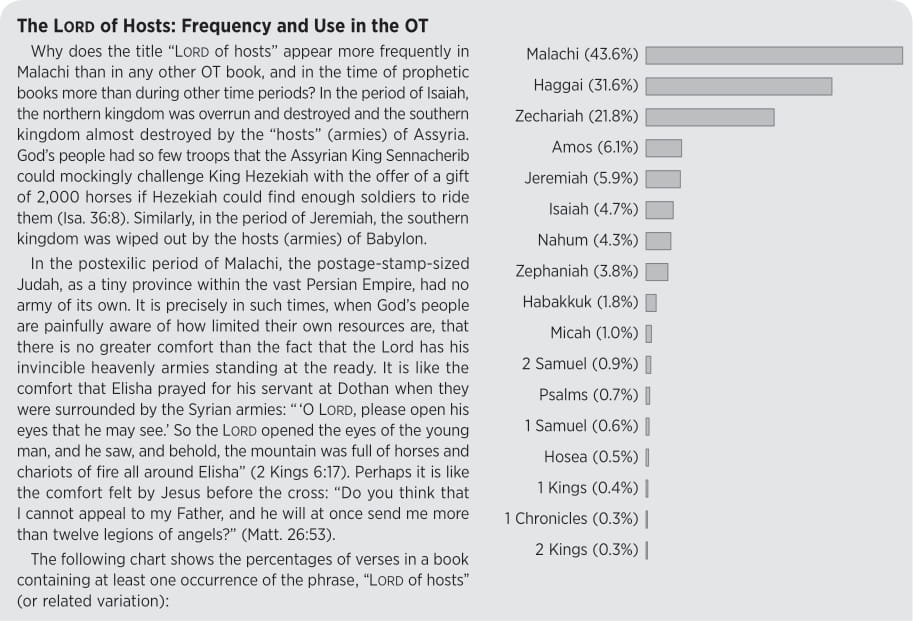 The LORD of Hosts: Frequency and Use in the OT
Why does the title “LORD of hosts” appear more frequently in
Malachi than in any other OT book, and in the time of prophetic
books more than during other time periods? In the period of Isaiah,
the northern kingdom was overrun and destroyed and the southern
kingdom almost destroyed by the “hosts” (armies) of Assyria.
God’s people had so few troops that the Assyrian King Sennacherib
could mockingly challenge King Hezekiah with the offer of a gift
of 2,000 horses if Hezekiah could find enough soldiers to ride
them (Isa. 36:8). Similarly, in the period of Jeremiah, the southern
kingdom was wiped out by the hosts (armies) of Babylon.
In the postexilic period of Malachi, the postage-stamp-sized
Judah, as a tiny province within the vast Persian Empire, had no
army of its own. It is precisely in such times, when God’s people
are painfully aware of how limited their own resources are, that
there is no greater comfort than the fact that the Lord has his
invincible heavenly armies standing at the ready. It is like the
comfort that Elisha prayed for his servant at Dothan when they
were surrounded by the Syrian armies: “ ‘O LORD, please open his
eyes that he may see.’ So the LORD opened the eyes of the young
man, and he saw, and behold, the mountain was full of horses and
chariots of fire all around Elisha” (2 Kings 6:17). Perhaps it is like
the comfort felt by Jesus before the cross: “Do you think that
I cannot appeal to my Father, and he will at once send me more
than twelve legions of angels?” (Matt. 26:53).
The following chart shows the percentages of verses in a book
containing at least one occurrence of the phrase, “LORD of hosts”
(or related variation):
Malachi (43.6%)
Haggai (31.6%)
Zechariah (21.8%)
Amos (6.1%)
Jeremiah (5.9%)
Isaiah (4.7%)
Nahum (4.3%)
Zephaniah (3.8%)
Habakkuk (1.8%)
Micah (1.0%)
2 Samuel (0.9%)
Psalms (0.7%)
1 Samuel (0.6%)
Hosea (0.5%)
1 Kings (0.4%)
1 Chronicles (0.3%)
2 Kings (0.3%)